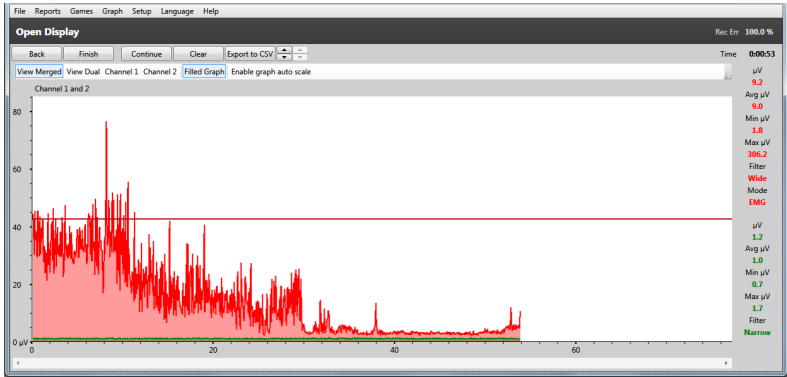 File Reports Games Graph Setup Language Help
Open Display
Rec Err 100.0 %
Back Finish Continue Clear Export to CSV
Time 0:00:53
View Merged View Dual Channel 1 Channel 2 Filled Graph Enable graph auto scale
Channel 1 and 2
80
60
40
20
0 µV
0 20 40 60
µV
9.2
Avg µV
9.0
Min µV
1.8
Max µV
306.2
Filter
Wide
Mode
EMG
µV
1.2
Avg µV
1.0
Min µV
0.7
Max µV
1.7
Filter
Narrow